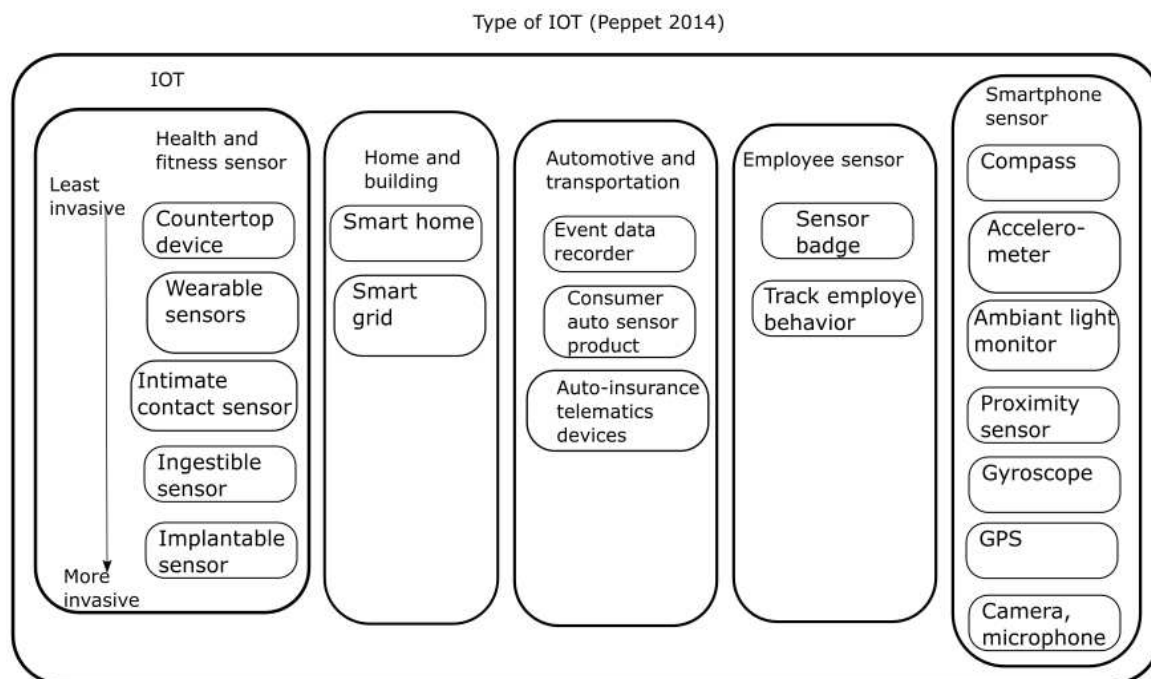 Type of IOT (Peppet 2014)
IOT
Health and
fitness sensor
Least
invasive
Countertop
device
Wearable
sensors
Intimate
contact sensor
Ingestible
sensor
Implantable
sensor
More
invasive
Home and
building
Smart home
Smart
grid
Automotive and
transportation
Event data
recorder
Consumer
auto sensor
product
Auto-insurance
telematics
devices
Employee sensor
Sensor
badge
Track employe
behavior
Smartphone
sensor
Compass
Accelero-
meter
Ambiant light
monitor
Proximity
sensor
Gyroscope
GPS
Camera,
microphone